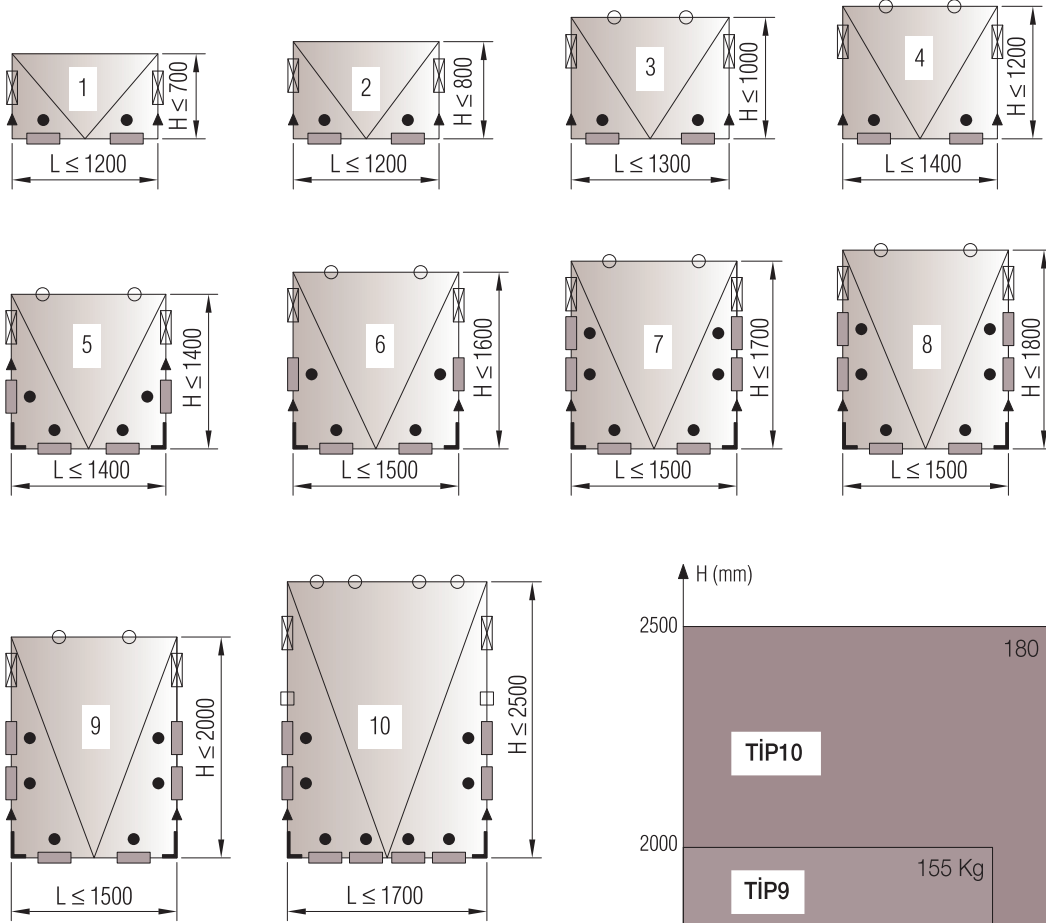 1
H ≤ 700
L ≤ 1200
2
H ≤ 800
L ≤ 1200
3
H ≤ 1000
L ≤ 1300
4
H ≤ 1200
L ≤ 1400
5
H ≤ 1400
L ≤ 1400
6
H ≤ 1600
L ≤ 1500
7
H ≤ 1700
L ≤ 1500
8
H ≤ 1800
L ≤ 1500
9
H ≤ 2000
L ≤ 1500
10
H ≤ 2500
L ≤ 1700
H (mm)
2500
180
TİP10
2000
155 Kg
TİP9